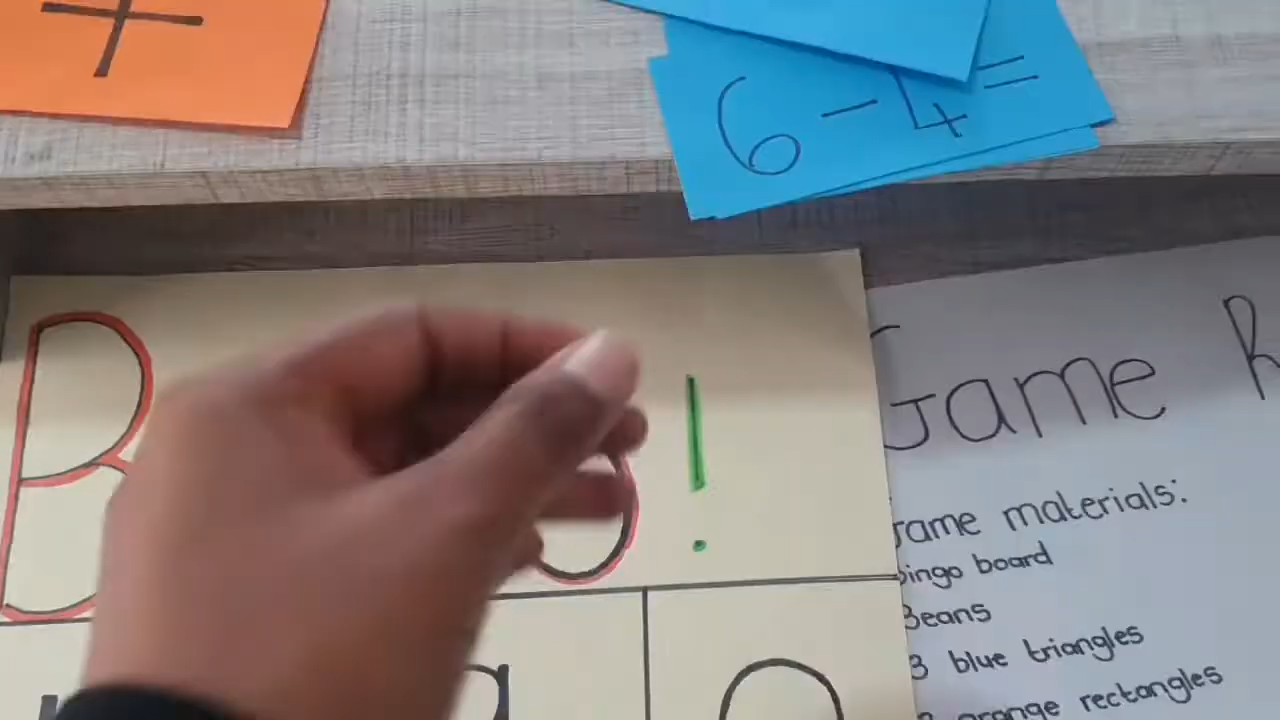 +
6 - 4 =
B !
Game
Game materials:
Bingo board
Beans
3 blue triangles
orange rectangles